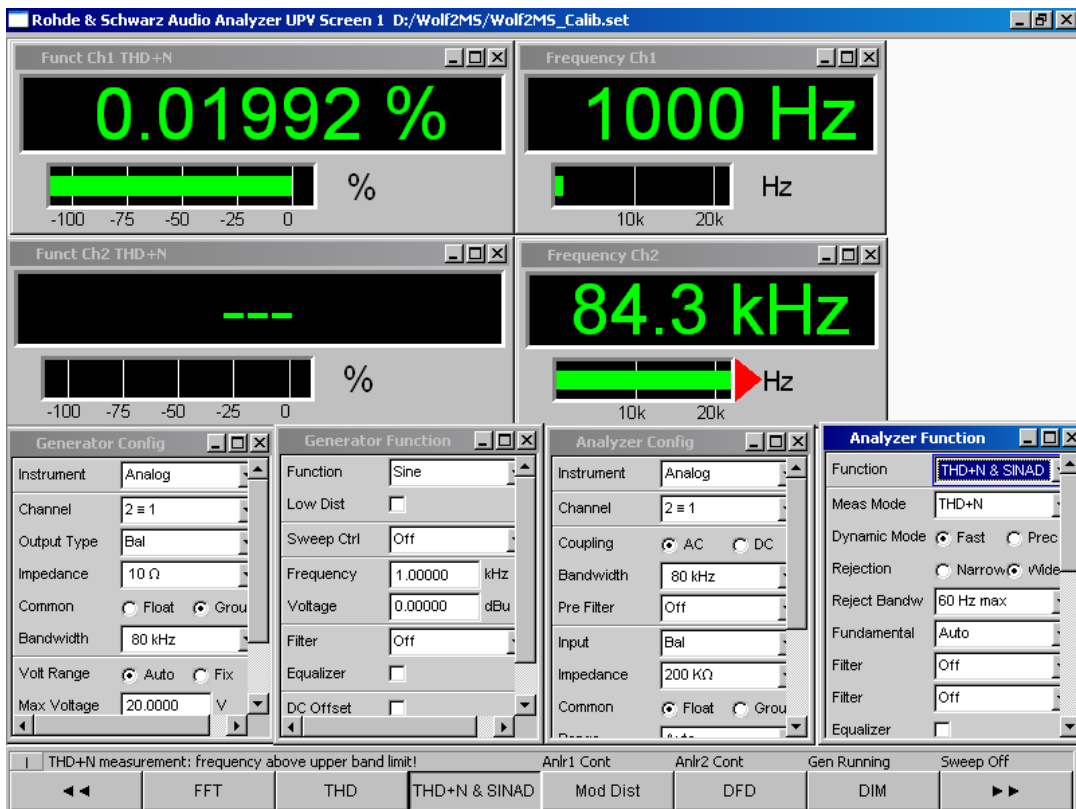 Rohde & Schwarz Audio Analyzer UPV Screen 1 D:/Wolf2MS/Wolf2MS_Calib.set
Funct Ch1 THD+N
0.01992 %
%
-100 -75 -50 -25 0
Frequency Ch1
1000 Hz
Hz
10k 20k
Funct Ch2 THD+N
---
%
-100 -75 -50 -25 0
Frequency Ch2
84.3 kHz
Hz
10k 20k
Generator Config
Instrument Analog
Channel 2 ≡ 1
Output Type Bal
Impedance 10 Ω
Common Float Grou
Bandwidth 80 kHz
Volt Range Auto Fix
Max Voltage 20.0000 V
Generator Function
Function Sine
Low Dist
Sweep Ctrl Off
Frequency 1.00000 kHz
Voltage 0.00000 dBu
Filter Off
Equalizer
DC Offset
Analyzer Config
Instrument Analog
Channel 2 ≡ 1
Coupling AC DC
Bandwidth 80 kHz
Pre Filter Off
Input Bal
Impedance 200 KΩ
Common Float Grou
Analyzer Function
Function THD+N & SINAD
Meas Mode THD+N
Dynamic Mode Fast Prec
Rejection Narrow Wide
Reject Bandw 60 Hz max
Fundamental Auto
Filter Off
Filter Off
Equalizer
I THD+N measurement: frequency above upper band limit! Anlr1 Cont Anlr2 Cont Gen Running Sweep Off
◄◄ FFT THD THD+N & SINAD Mod Dist DFD DIM ►►